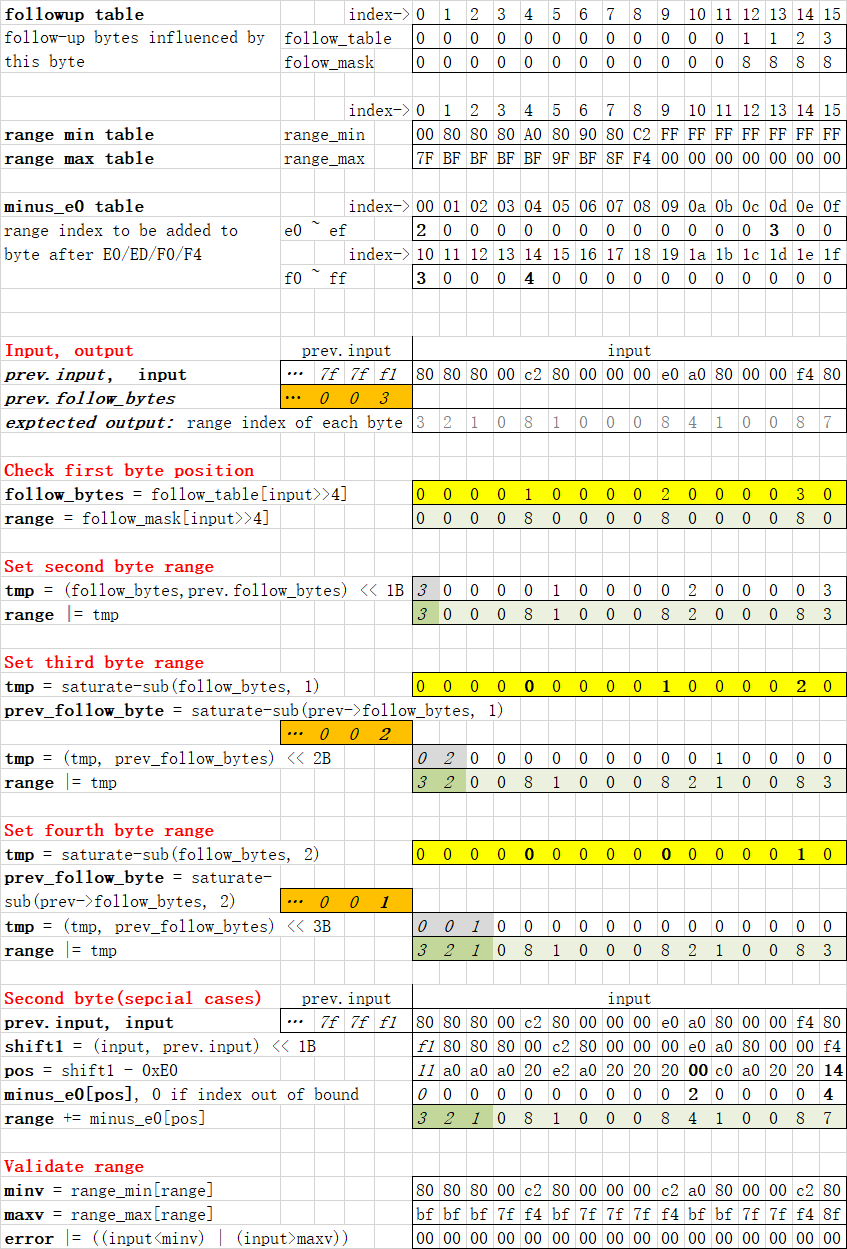 followup table index-> 0 1 2 3 4 5 6 7 8 9 10 11 12 13 14 15
follow-up bytes influenced by follow_table 0 0 0 0 0 0 0 0 0 0 0 0 1 1 2 3
this byte folow_mask 0 0 0 0 0 0 0 0 0 0 0 0 8 8 8 8
index-> 0 1 2 3 4 5 6 7 8 9 10 11 12 13 14 15
range min table range_min 00 80 80 80 A0 80 90 80 C2 FF FF FF FF FF FF FF
range max table range_max 7F BF BF BF BF 9F BF 8F F4 00 00 00 00 00 00 00
minus_e0 table index-> 00 01 02 03 04 05 06 07 08 09 0a 0b 0c 0d 0e 0f
range index to be added to e0 ~ ef 2 0 0 0 0 0 0 0 0 0 0 0 0 3 0 0
byte after E0/ED/F0/F4 index-> 10 11 12 13 14 15 16 17 18 19 1a 1b 1c 1d 1e 1f
f0 ~ ff 3 0 0 0 4 0 0 0 0 0 0 0 0 0 0 0
Input, output prev.input input
prev.input, input … 7f 7f f1 80 80 80 00 c2 80 00 00 00 e0 a0 80 00 00 f4 80
prev.follow_bytes … 0 0 3
exptected output: range index of each byte 3 2 1 0 8 1 0 0 0 8 4 1 0 0 8 7
Check first byte position
follow_bytes = follow_table[input>>4] 0 0 0 0 1 0 0 0 0 2 0 0 0 0 3 0
range = follow_mask[input>>4] 0 0 0 0 8 0 0 0 0 8 0 0 0 0 8 0
Set second byte range
tmp = (follow_bytes,prev.follow_bytes) << 1B 3 0 0 0 0 1 0 0 0 0 2 0 0 0 0 3
range |= tmp 3 0 0 0 8 1 0 0 0 8 2 0 0 0 8 3
Set third byte range
tmp = saturate-sub(follow_bytes, 1) 0 0 0 0 0 0 0 0 0 1 0 0 0 0 2 0
prev_follow_byte = saturate-sub(prev->follow_bytes, 1)
… 0 0 2
tmp = (tmp, prev_follow_bytes) << 2B 0 2 0 0 0 0 0 0 0 0 0 1 0 0 0 0
range |= tmp 3 2 0 0 8 1 0 0 0 8 2 1 0 0 8 3
Set fourth byte range
tmp = saturate-sub(follow_bytes, 2) 0 0 0 0 0 0 0 0 0 0 0 0 0 0 1 0
prev_follow_byte = saturate-
sub(prev->follow_bytes, 2) … 0 0 1
tmp = (tmp, prev_follow_bytes) << 3B 0 0 1 0 0 0 0 0 0 0 0 0 0 0 0 0
range |= tmp 3 2 1 0 8 1 0 0 0 8 2 1 0 0 8 3
Second byte(sepcial cases) prev.input input
prev.input, input … 7f 7f f1 80 80 80 00 c2 80 00 00 00 e0 a0 80 00 00 f4 80
shift1 = (input, prev.input) << 1B f1 80 80 80 00 c2 80 00 00 00 e0 a0 80 00 00 f4
pos = shift1 - 0xE0 11 a0 a0 a0 20 e2 a0 20 20 20 00 c0 a0 20 20 14
minus_e0[pos], 0 if index out of bound 0 0 0 0 0 0 0 0 0 0 2 0 0 0 0 4
range += minus_e0[pos] 3 2 1 0 8 1 0 0 0 8 4 1 0 0 8 7
Validate range
minv = range_min[range] 80 80 80 00 c2 80 00 00 00 c2 a0 80 00 00 c2 80
maxv = range_max[range] bf bf bf 7f f4 bf 7f 7f 7f f4 bf bf 7f 7f f4 8f
error |= ((input<minv) | (input>maxv)) 00 00 00 00 00 00 00 00 00 00 00 00 00 00 00 00